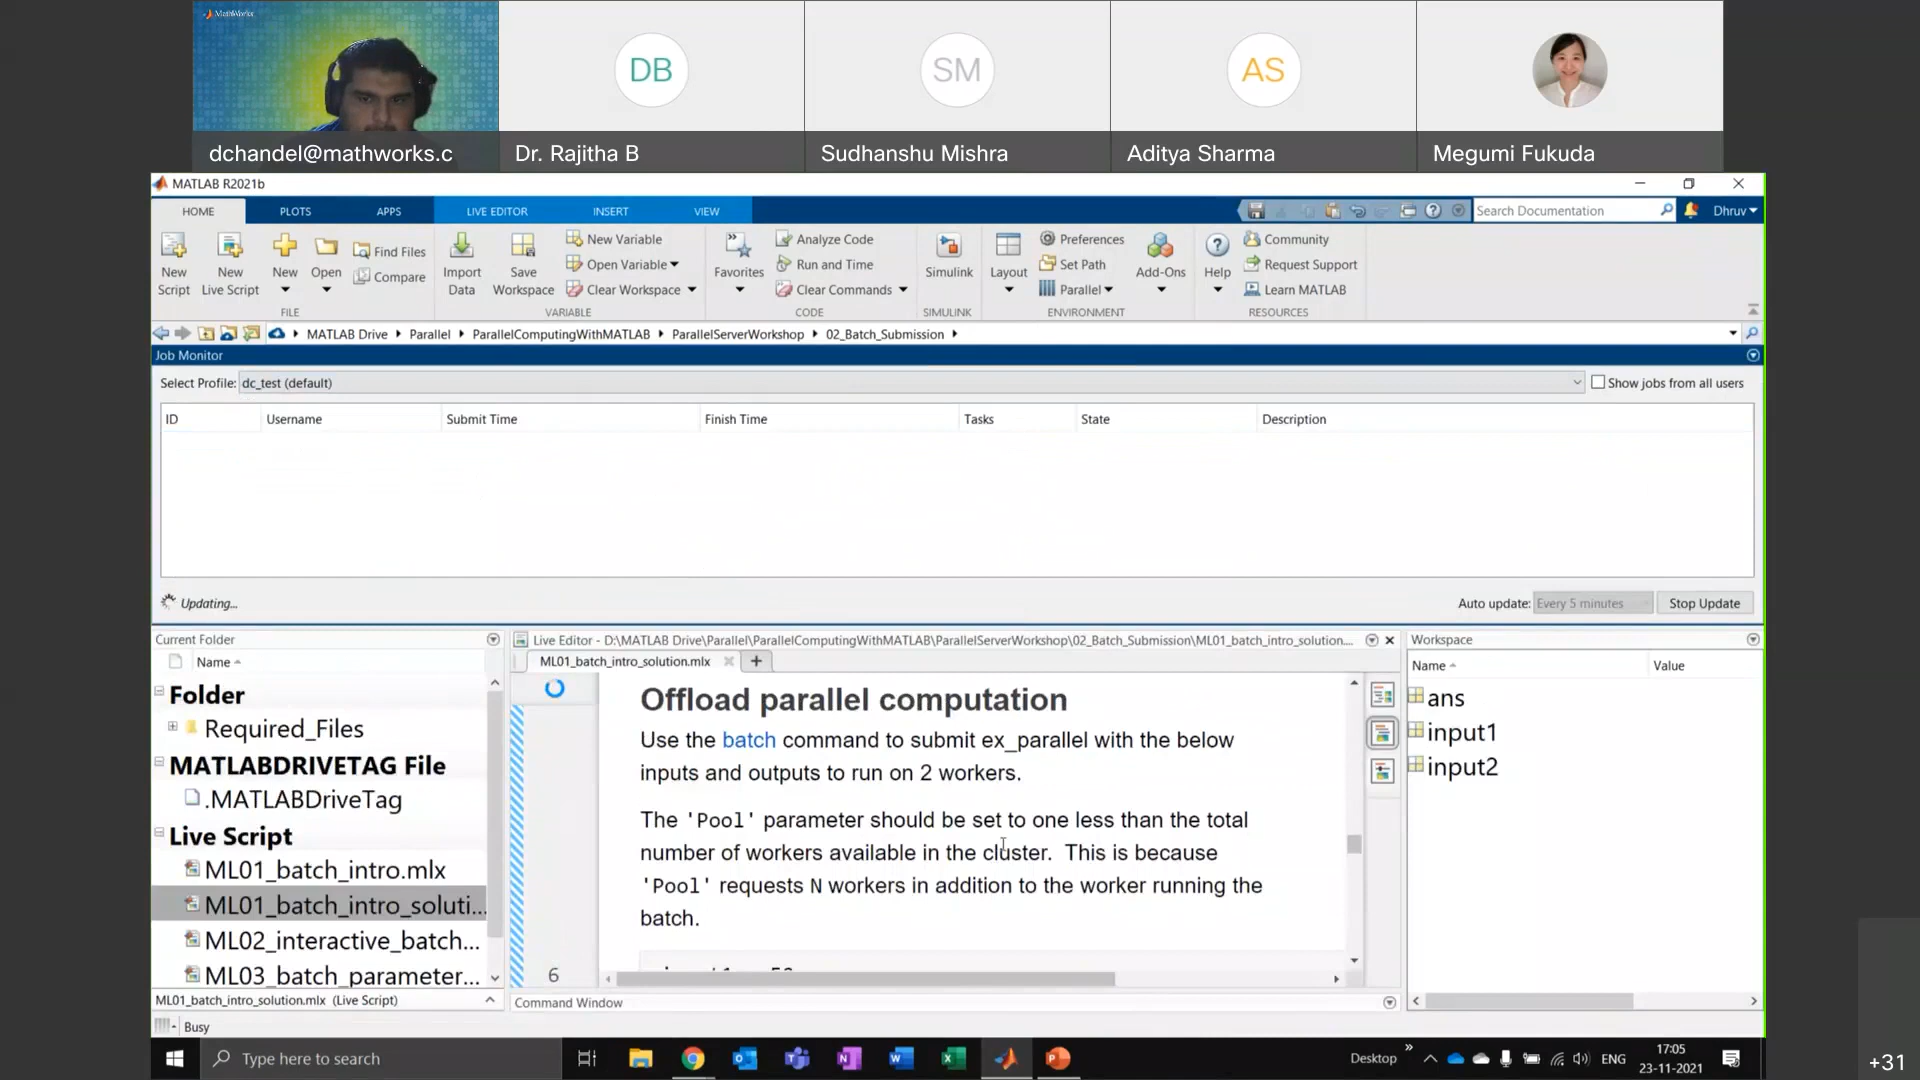 MathWorks
DB
SM
AS
dchandel@mathworks.c
Dr. Rajitha B
Sudhanshu Mishra
Aditya Sharma
Megumi Fukuda
MATLAB R2021b
HOME
PLOTS
APPS
LIVE EDITOR
INSERT
VIEW
Search Documentation
Dhruv
New Script
New Live Script
New
Open
Find Files
Compare
FILE
Import Data
Save Workspace
New Variable
Open Variable
Clear Workspace
VARIABLE
Favorites
Analyze Code
Run and Time
Clear Commands
CODE
Simulink
SIMULINK
Layout
Preferences
Set Path
Parallel
Add-Ons
ENVIRONMENT
Help
Community
Request Support
Learn MATLAB
RESOURCES
MATLAB Drive
Parallel
ParallelComputingWithMATLAB
ParallelServerWorkshop
02_Batch_Submission
Job Monitor
Select Profile: dc_test (default)
Show jobs from all users
ID
Username
Submit Time
Finish Time
Tasks
State
Description
Updating...
Auto update: Every 5 minutes
Stop Update
Current Folder
Name
Folder
Required_Files
MATLABDRIVETAG File
.MATLABDriveTag
Live Script
ML01_batch_intro.mlx
ML01_batch_intro_soluti...
ML02_interactive_batch...
ML03_batch_parameter...
ML01_batch_intro_solution.mlx (Live Script)
Live Editor - D:\MATLAB Drive\Parallel\ParallelComputingWithMATLAB\ParallelServerWorkshop\02_Batch_Submission\ML01_batch_intro_solution....
ML01_batch_intro_solution.mlx
Offload parallel computation
Use the batch command to submit ex_parallel with the below
inputs and outputs to run on 2 workers.
The 'Pool' parameter should be set to one less than the total
number of workers available in the cluster. This is because
'Pool' requests N workers in addition to the worker running the
batch.
6
Command Window
Workspace
Name
Value
ans
input1
input2
Busy
Type here to search
Desktop
ENG
17:05
23-11-2021
+31